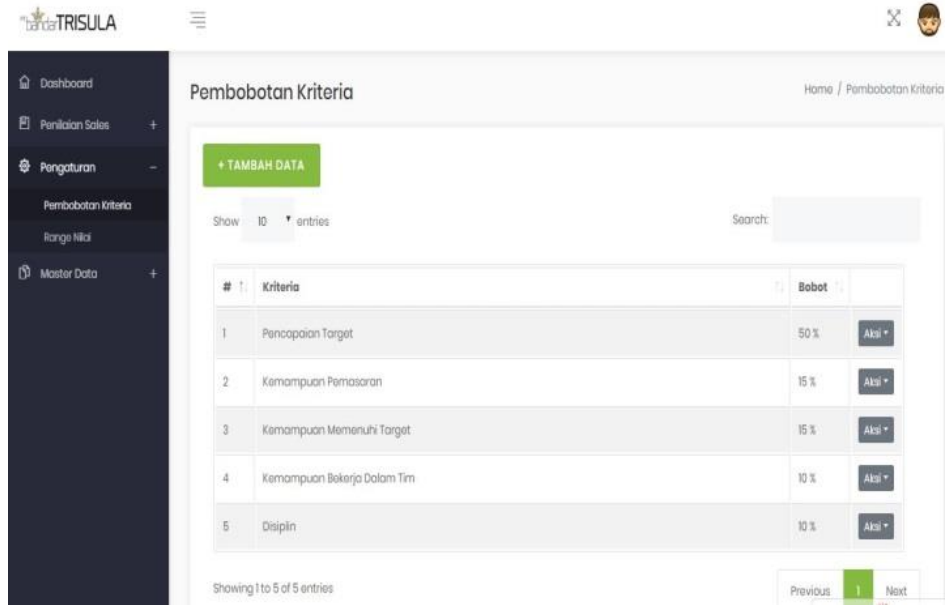 bandarTRISULA
Dashboard
Penilaian Sales +
Pengaturan -
Pembobotan Kriteria
Range Nilai
Master Data +
Pembobotan Kriteria
Home / Pembobotan Kriteria
+ TAMBAH DATA
Show 10 entries
Search:
# Kriteria Bobot
1 Pencapaian Target 50 % Aksi
2 Kemampuan Pemasaran 15 % Aksi
3 Kemampuan Memenuhi Target 15 % Aksi
4 Kemampuan Bekerja Dalam Tim 10 % Aksi
5 Disiplin 10 % Aksi
Showing 1 to 5 of 5 entries
Previous 1 Next